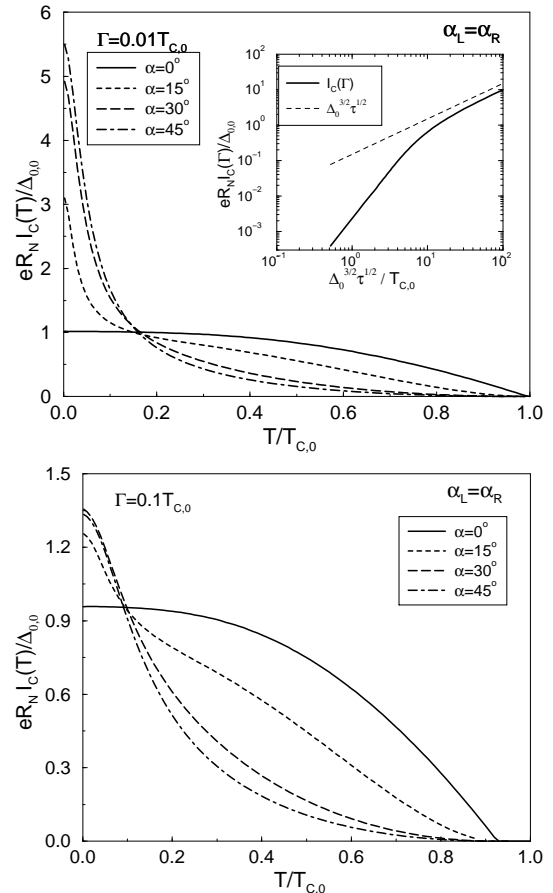 Γ=0.01T_C,0
α_L=α_R
α=0°
α=15°
α=30°
α=45°
I_C(Γ)
Δ_0^3/2 τ^1/2
10^2
10^1
10^0
10^-1
10^-2
10^-3
eR_N I_C(Γ)/Δ_0,0
10^-1 10^0 10^1 10^2
Δ_0^3/2 τ^1/2 / T_C,0
6
5
4
3
2
1
0
eR_N I_C(T)/Δ_0,0
0.0 0.2 0.4 0.6 0.8 1.0
T/T_C,0
Γ=0.1T_C,0
α_L=α_R
α=0°
α=15°
α=30°
α=45°
1.5
1.2
0.9
0.6
0.3
0.0
eR_N I_C(T)/Δ_0,0
0.0 0.2 0.4 0.6 0.8 1.0
T/T_C,0